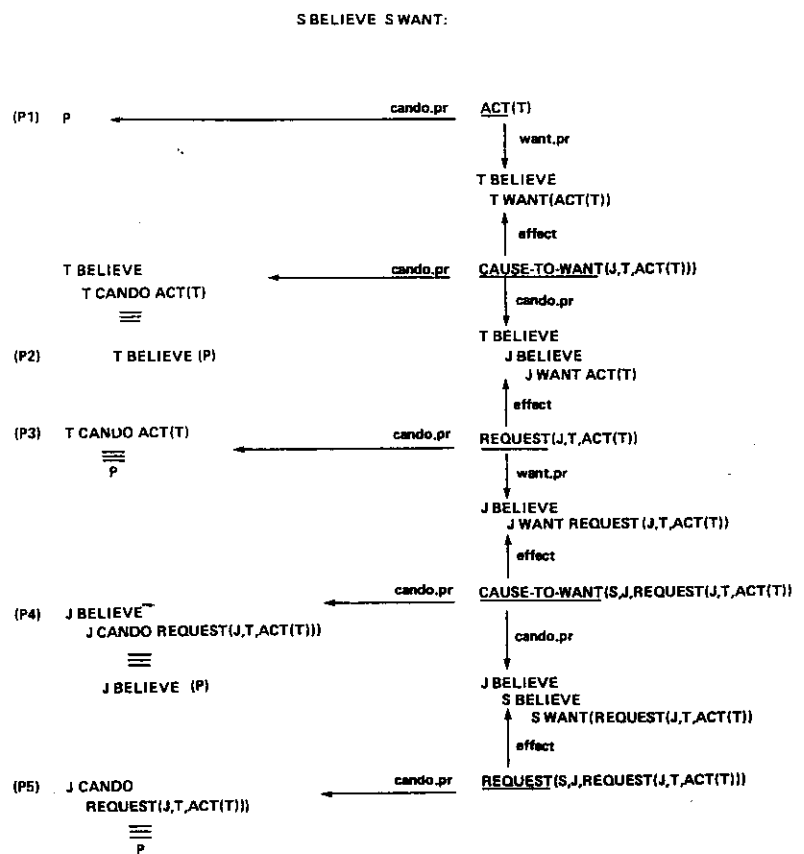 S BELIEVE S WANT:
(P1) P cando.pr ACT(T)
want.pr
T BELIEVE
T WANT(ACT(T))
effect
T BELIEVE cando.pr CAUSE-TO-WANT(J,T,ACT(T)))
T CANDO ACT(T)
cando.pr
T BELIEVE
(P2) T BELIEVE (P) J BELIEVE
J WANT ACT(T)
effect
(P3) T CANDO ACT(T) cando.pr REQUEST(J,T,ACT(T))
P
want.pr
J BELIEVE
J WANT REQUEST(J,T,ACT(T))
effect
cando.pr CAUSE-TO-WANT(S,J,REQUEST(J,T,ACT(T))
(P4) J BELIEVE
J CANDO REQUEST(J,T,ACT(T)))
cando.pr
J BELIEVE (P)
J BELIEVE
S BELIEVE
S WANT(REQUEST(J,T,ACT(T))
effect
(P5) J CANDO cando.pr REQUEST(S,J,REQUEST(J,T,ACT(T)))
REQUEST(J,T,ACT(T)))
P